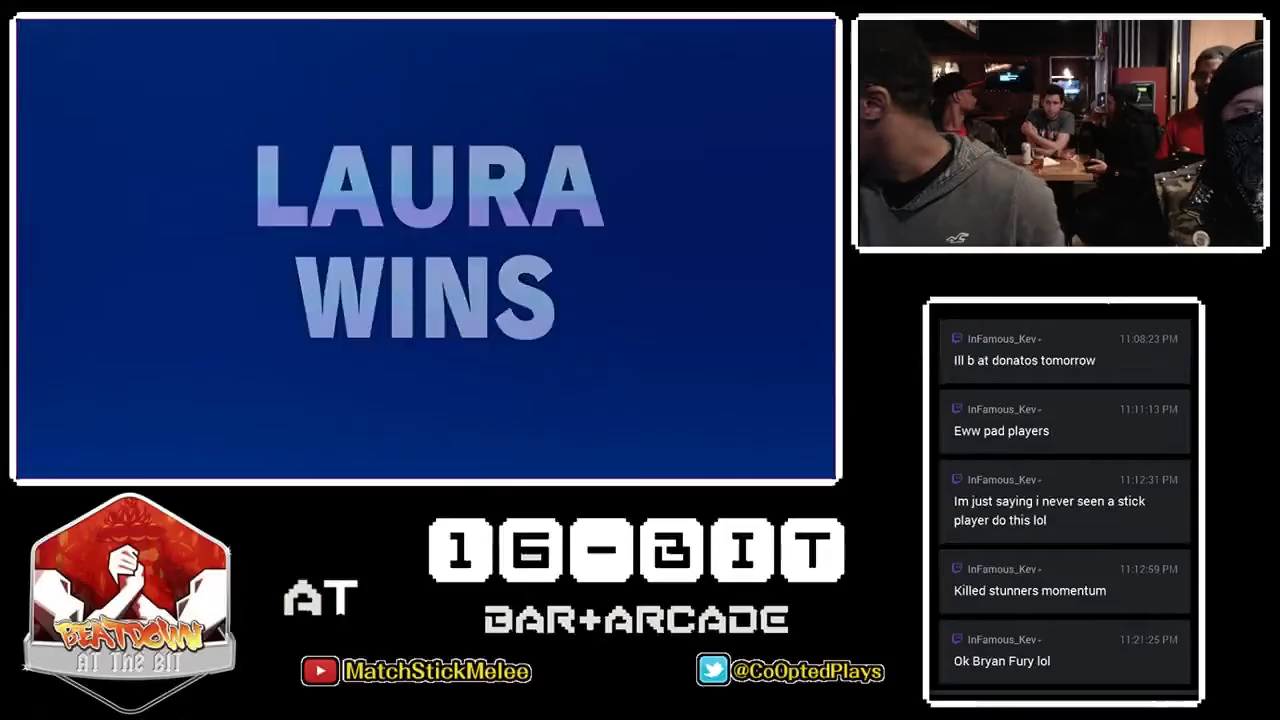 LAURA
WINS
InFamous_Kev
11:08:23 PM
Ill b at donatos tomorrow
InFamous_Kev
11:11:13 PM
Eww pad players
InFamous_Kev
11:12:31 PM
Im just saying i never seen a stick
player do this lol
InFamous_Kev
11:12:59 PM
Killed stunners momentum
InFamous_Kev
11:21:25 PM
Ok Bryan Fury lol
BEATDOWN
AT THE BIT
AT
16-BIT
BAR+ARCADE
MatchStickMelee
@CoOptedPlays